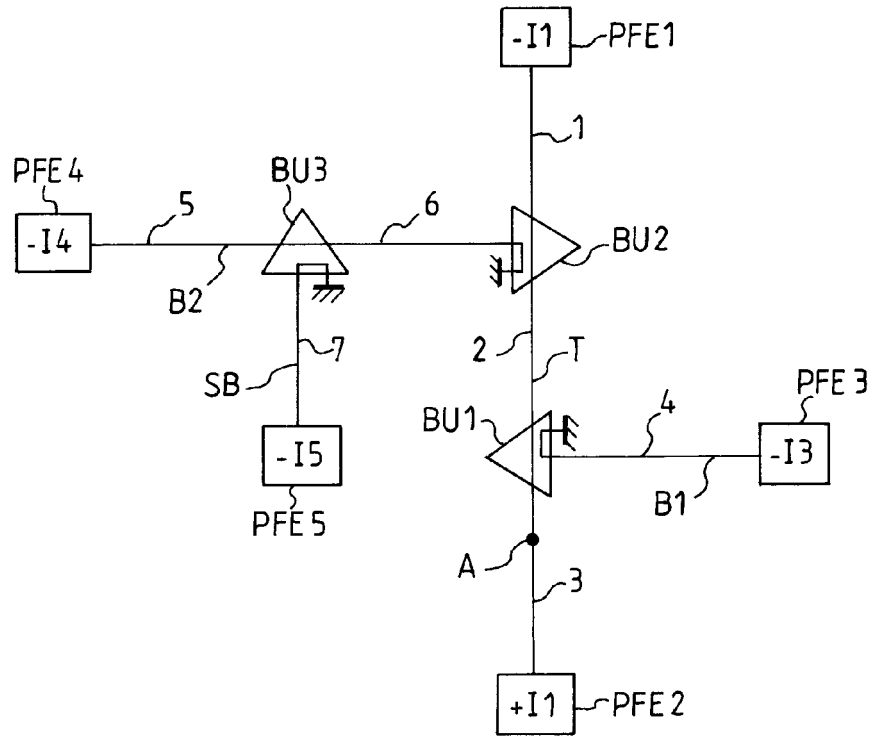 -I1
PFE1
1
PFE4
BU3
5
6
-I4
BU2
B2
2
T
7
SB
PFE3
BU1
4
-I5
-I3
B1
PFE5
A
3
+I1
PFE2